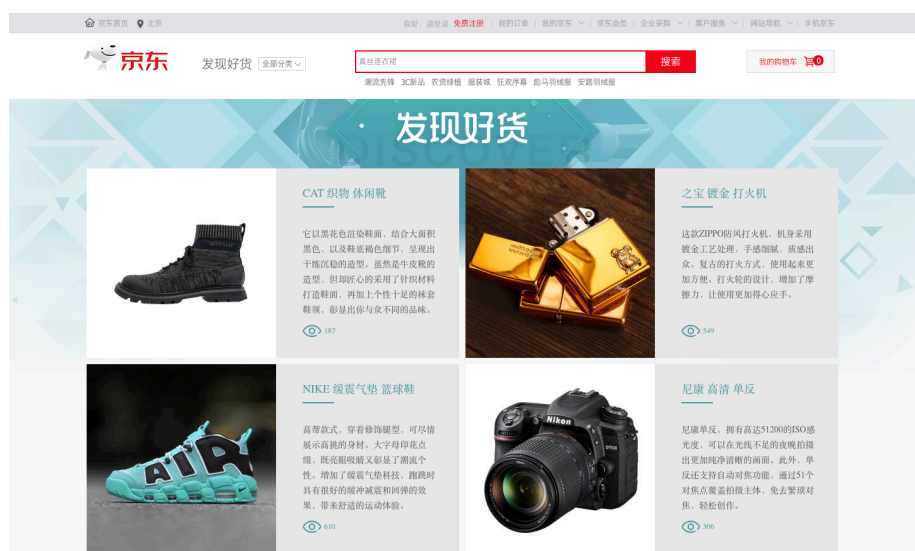 京东首页 北京 你好，请登录 免费注册 我的订单 我的京东 京东会员 企业采购 客户服务 网站导航 手机京东
京东 发现好货 全部分类 真丝连衣裙 搜索 我的购物车 0
潮流先锋 3C新品 农资绿植 服装城 狂欢序幕 彪马羽绒服 安踏羽绒服
发现好货
DISCOVER
CAT 织物 休闲靴
它以黑花色渲染鞋面，结合大面积
黑色，以及鞋底褐色细节，呈现出
干练沉稳的造型。虽然是牛皮靴的
造型，但却匠心的采用了针织材料
打造鞋面，再加上个性十足的袜套
鞋领，彰显出你与众不同的品味。
187
之宝 镀金 打火机
这款ZIPPO防风打火机，机身采用
镀金工艺处理，手感细腻，质感出
众。复古的打火方式，使用起来更
加方便。打火轮的设计，增加了摩
擦力，让使用更加得心应手。
549
NIKE 缓震气垫 篮球鞋
高帮款式，穿着修饰腿型，可尽情
展示高挑的身材。大字母印花点
缀，既亮眼吸睛又彰显了潮流个
性。增加了缓震气垫科技，跑跳时
具有很好的缓冲减震和回弹的效
果，带来舒适的运动体验。
610
AIR
尼康 高清 单反
尼康单反，拥有高达51200的ISO感
光度，可以在光线不足的夜晚拍摄
出更加纯净清晰的画面。此外，单
反还支持自动对焦功能，通过51个
对焦点覆盖拍摄主体，免去繁琐对
焦，轻松创作。
306
Nikon